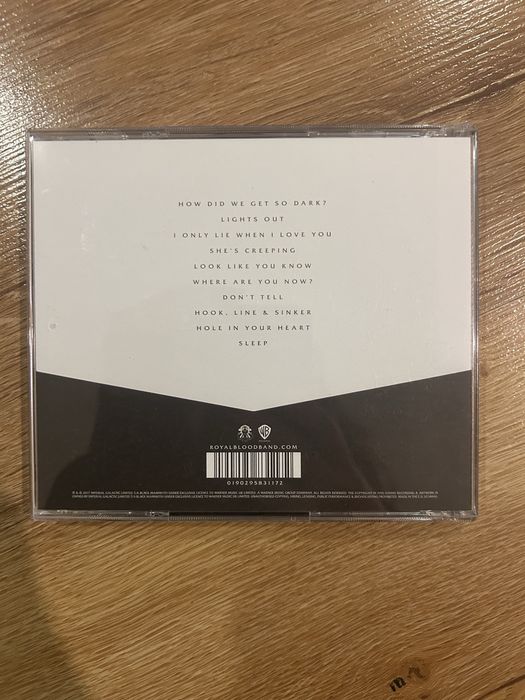 HOW DID WE GET SO DARK?
LIGHTS OUT
I ONLY LIE WHEN I LOVE YOU
SHE'S CREEPING
LOOK LIKE YOU KNOW
WHERE ARE YOU NOW?
DON'T TELL
HOOK, LINE & SINKER
HOLE IN YOUR HEART
SLEEP
ROYALBLOODBAND.COM
0190295831172